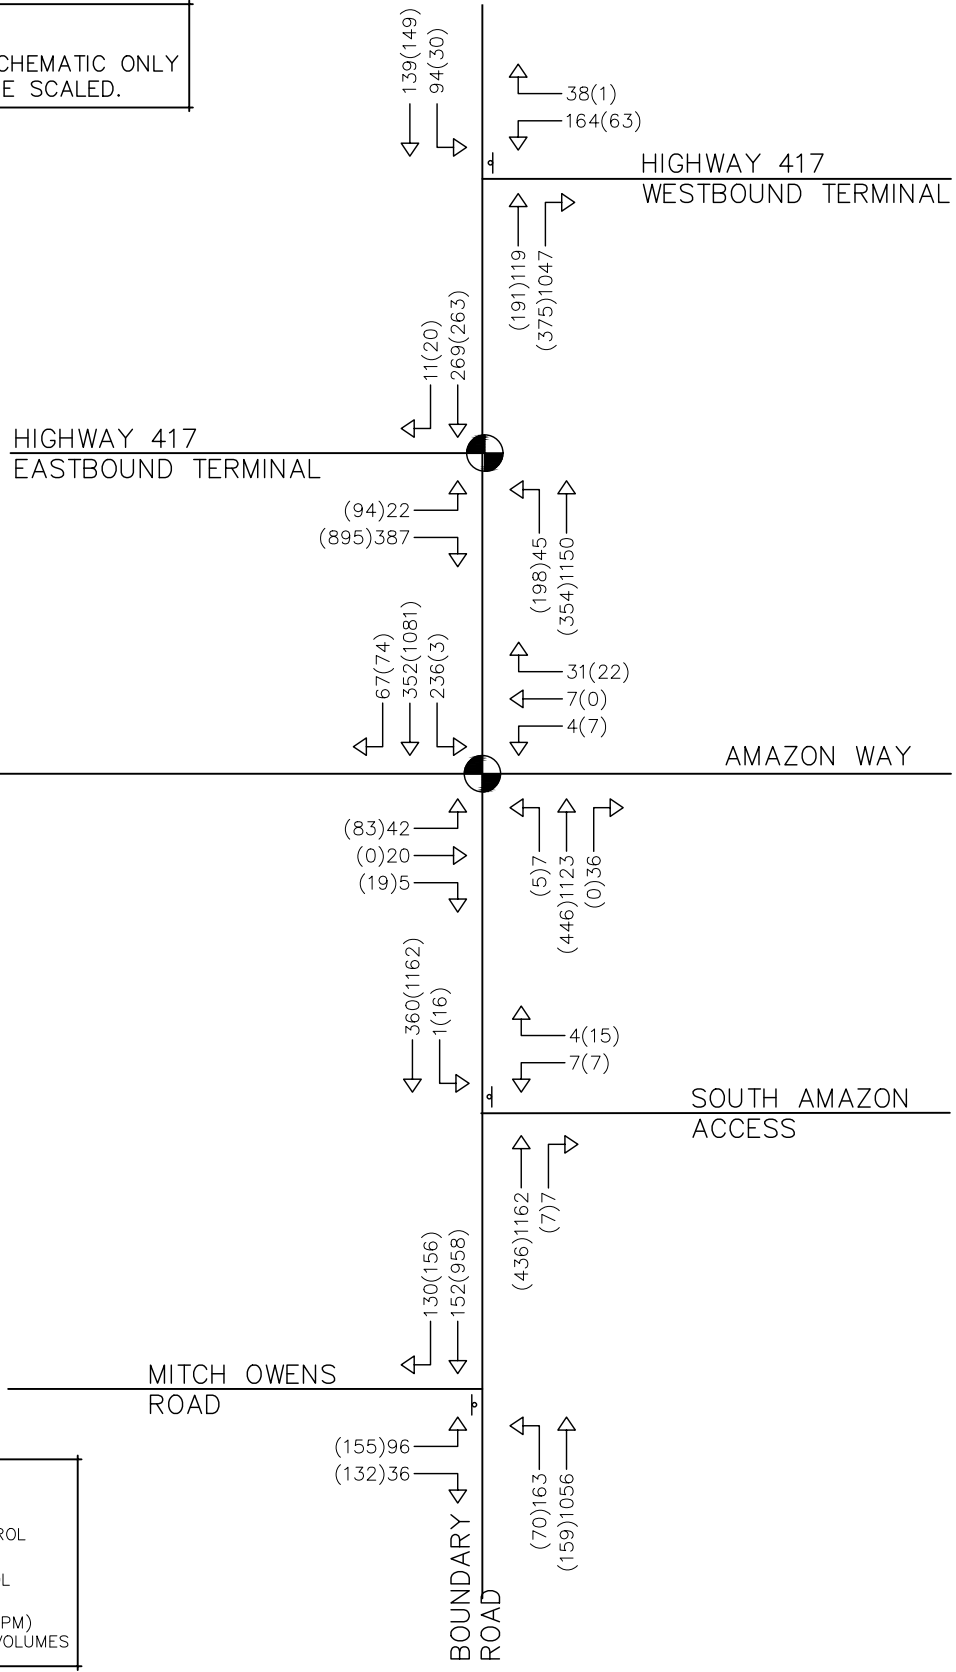 CHEMATIC ONLY
E SCALED.
139(149)
94(30)
38(1)
164(63)
HIGHWAY 417
WESTBOUND TERMINAL
(191)119
(375)1047
11(20)
269(263)
HIGHWAY 417
EASTBOUND TERMINAL
(94)22
(895)387
(198)45
(354)1150
67(74)
352(1081)
236(3)
31(22)
7(0)
4(7)
AMAZON WAY
(83)42
(0)20
(19)5
(5)7
(446)1123
(0)36
360(1162)
1(16)
4(15)
7(7)
SOUTH AMAZON
ACCESS
(436)1162
(7)7
130(156)
152(958)
MITCH OWENS
ROAD
(155)96
(132)36
(70)163
(159)1056
BOUNDARY
ROAD
ROL
OL
PM)
VOLUMES